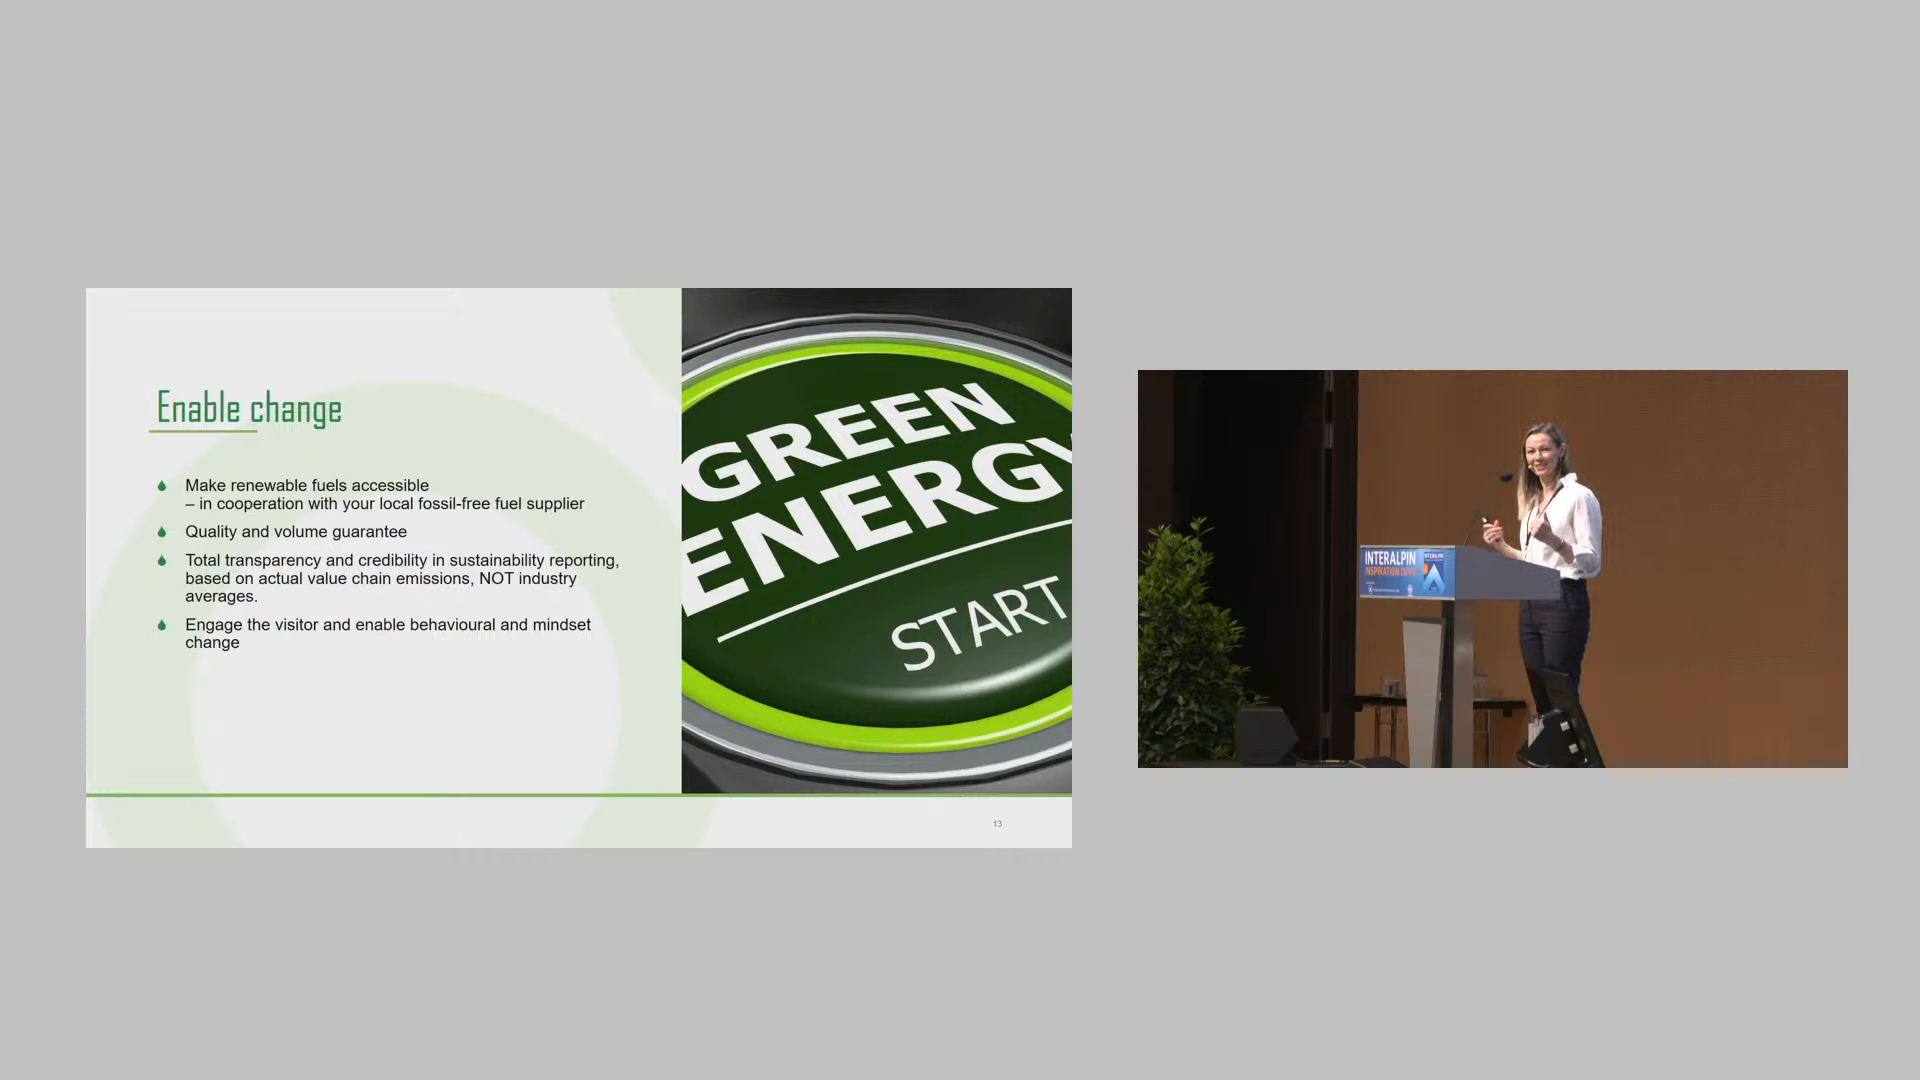 Enable change
Make renewable fuels accessible
– in cooperation with your local fossil-free fuel supplier
Quality and volume guarantee
Total transparency and credibility in sustainability reporting,
based on actual value chain emissions, NOT industry
averages.
Engage the visitor and enable behavioural and mindset
change
GREEN
ENERGY
START
13
INTERALPIN
INSPIRATION DAYS
INTERALPIN